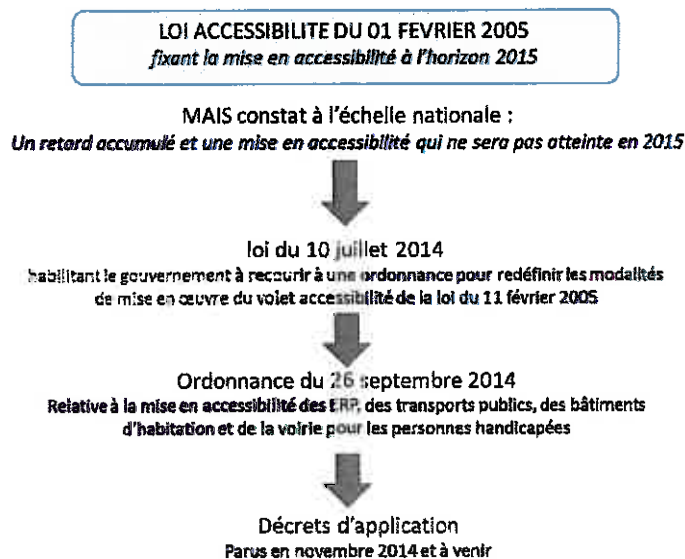 LOI ACCESSIBILITE DU 01 FEVRIER 2005
fixant la mise en accessibilité à l'horizon 2015
MAIS constat à l'échelle nationale :
Un retard accumulé et une mise en accessibilité qui ne sera pas atteinte en 2015
loi du 10 juillet 2014
habilitant le gouvernement à recourir à une ordonnance pour redéfinir les modalités
de mise en œuvre du volet accessibilité de la loi du 11 février 2005
Ordonnance du 26 septembre 2014
Relative à la mise en accessibilité des ERP, des transports publics, des bâtiments
d'habitation et de la voirie pour les personnes handicapées
Décrets d'application
Parus en novembre 2014 et à venir